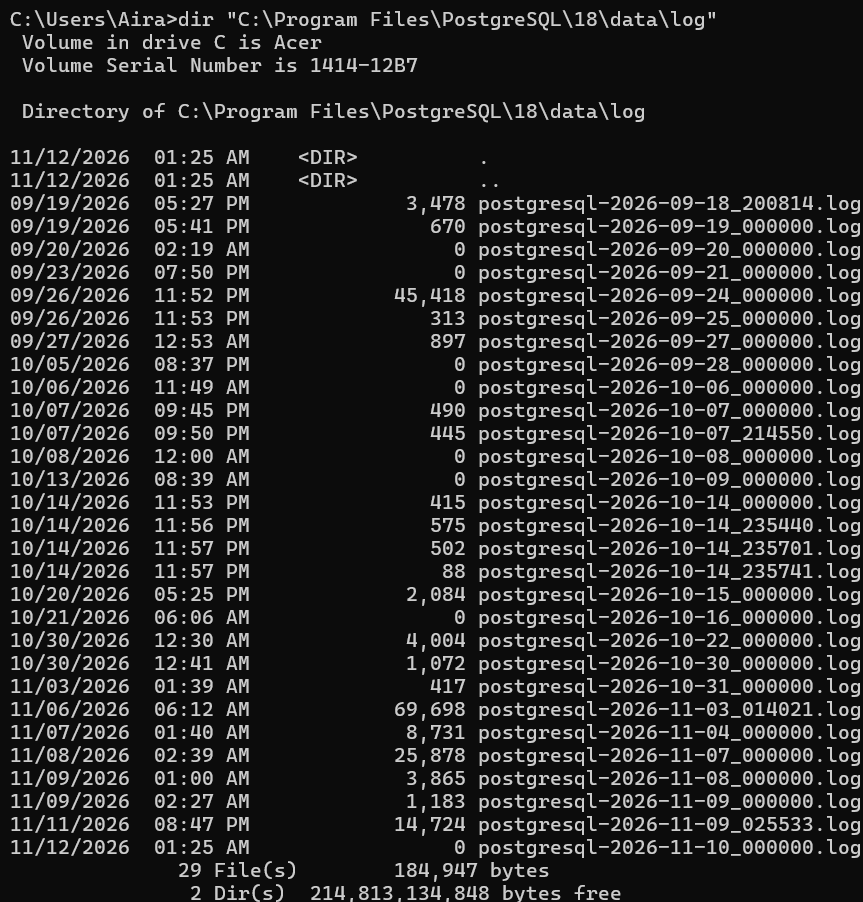 C:\Users\Aira>dir "C:\Program Files\PostgreSQL\18\data\log"
 Volume in drive C is Acer
 Volume Serial Number is 1414-12B7

 Directory of C:\Program Files\PostgreSQL\18\data\log

11/12/2026  01:25 AM    <DIR>          .
11/12/2026  01:25 AM    <DIR>          ..
09/19/2026  05:27 PM             3,478 postgresql-2026-09-18_200814.log
09/19/2026  05:41 PM               670 postgresql-2026-09-19_000000.log
09/20/2026  02:19 AM                 0 postgresql-2026-09-20_000000.log
09/23/2026  07:50 PM                 0 postgresql-2026-09-21_000000.log
09/26/2026  11:52 PM            45,418 postgresql-2026-09-24_000000.log
09/26/2026  11:53 PM               313 postgresql-2026-09-25_000000.log
09/27/2026  12:53 AM               897 postgresql-2026-09-27_000000.log
10/05/2026  08:37 PM                 0 postgresql-2026-09-28_000000.log
10/06/2026  11:49 AM                 0 postgresql-2026-10-06_000000.log
10/07/2026  09:45 PM               490 postgresql-2026-10-07_000000.log
10/07/2026  09:50 PM               445 postgresql-2026-10-07_214550.log
10/08/2026  12:00 AM                 0 postgresql-2026-10-08_000000.log
10/13/2026  08:39 AM                 0 postgresql-2026-10-09_000000.log
10/14/2026  11:53 PM               415 postgresql-2026-10-14_000000.log
10/14/2026  11:56 PM               575 postgresql-2026-10-14_235440.log
10/14/2026  11:57 PM               502 postgresql-2026-10-14_235701.log
10/14/2026  11:57 PM                88 postgresql-2026-10-14_235741.log
10/20/2026  05:25 PM             2,084 postgresql-2026-10-15_000000.log
10/21/2026  06:06 AM                 0 postgresql-2026-10-16_000000.log
10/30/2026  12:30 AM             4,004 postgresql-2026-10-22_000000.log
10/30/2026  12:41 AM             1,072 postgresql-2026-10-30_000000.log
11/03/2026  01:39 AM               417 postgresql-2026-10-31_000000.log
11/06/2026  06:12 AM            69,698 postgresql-2026-11-03_014021.log
11/07/2026  01:40 AM             8,731 postgresql-2026-11-04_000000.log
11/08/2026  02:39 AM            25,878 postgresql-2026-11-07_000000.log
11/09/2026  01:00 AM             3,865 postgresql-2026-11-08_000000.log
11/09/2026  02:27 AM             1,183 postgresql-2026-11-09_000000.log
11/11/2026  08:47 PM            14,724 postgresql-2026-11-09_025533.log
11/12/2026  01:25 AM                 0 postgresql-2026-11-10_000000.log
              29 File(s)        184,947 bytes
               2 Dir(s)  214,813,134,848 bytes free